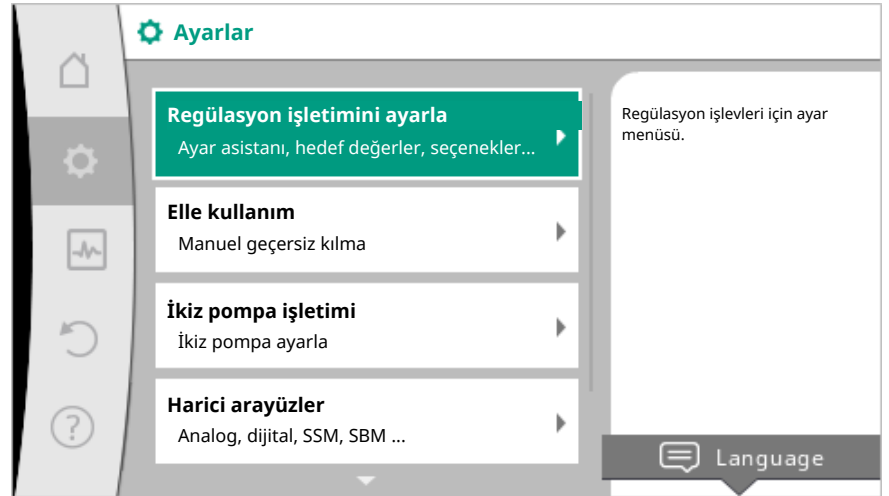 Ayarlar
Regülasyon işletimini ayarla
Ayar asistanı, hedef değerler, seçenekler...
Elle kullanım
Manuel geçersiz kılma
İkiz pompa işletimi
İkiz pompa ayarla
Harici arayüzler
Analog, dijital, SSM, SBM ...
Regülasyon işlevleri için ayar
menüsü.
Language